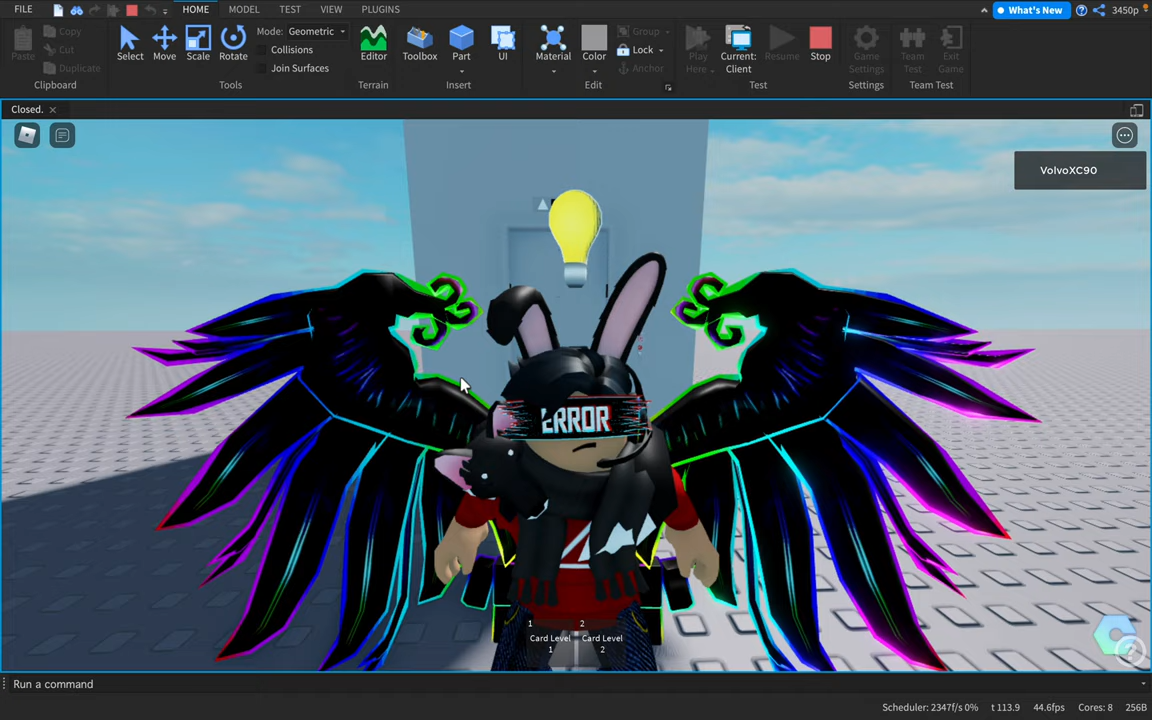 FILE HOME MODEL TEST VIEW PLUGINS What's New 3450p
Paste Copy Cut Duplicate Select Move Scale Rotate Mode: Geometric Collisions Join Surfaces Editor Toolbox Part UI Material Color Group Lock Anchor Play Here Current: Client Resume Stop Game Settings Team Test Exit Game
Clipboard Tools Terrain Insert Edit Test Settings Team Test
Closed.
VolvoXC90
ERROR
1 2
Card Level Card Level
1 2
Run a command
Scheduler: 2347f/s 0% t 113.9 44.6fps Cores: 8 256B